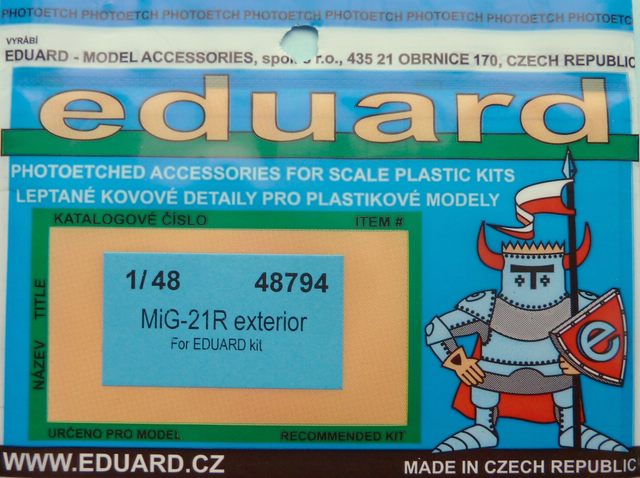 PHOTOETCH PHOTOETCH PHOTOETCH PHOTOETCH PHOTOETCH PHOTOETCH PHOTOETCH PHOTOETCH
VYRÁBÍ
EDUARD - MODEL ACCESSORIES, spol. s r.o., 435 21 OBRNICE 170, CZECH REPUBLIC
eduard
PHOTOETCHED ACCESSORIES FOR SCALE PLASTIC KITS
LEPTANÉ KOVOVÉ DETAILY PRO PLASTIKOVÉ MODELY
KATALOGOVÉ ČÍSLO ITEM #
1/48 48794
MiG-21R exterior
For EDUARD kit
NÁZEV TITLE
URČENO PRO MODEL RECOMMENDED KIT
e
WWW.EDUARD.CZ MADE IN CZECH REPUBLIC